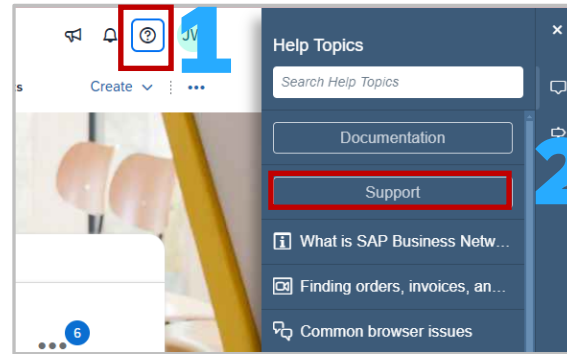 1
JW
Help Topics
Search Help Topics
s
Create
Documentation
2
Support
What is SAP Business Netw...
Finding orders, invoices, an...
Common browser issues
6